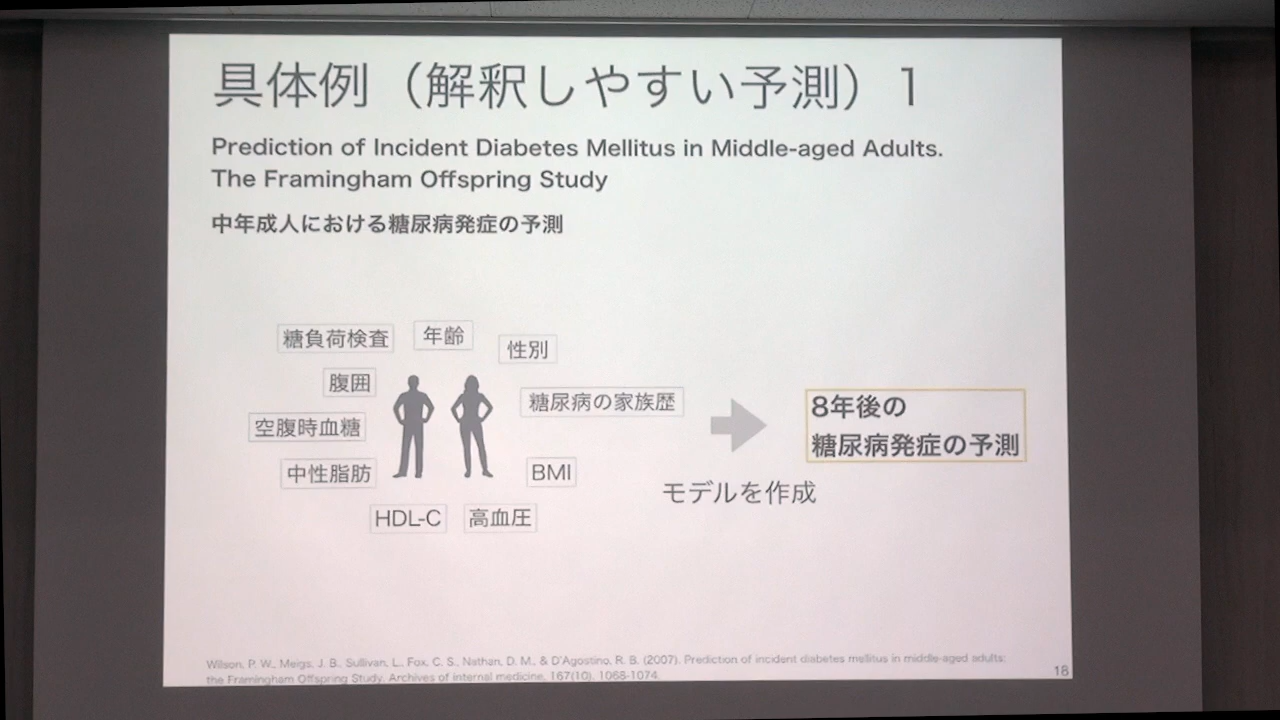 具体例（解釈しやすい予測）1
Prediction of Incident Diabetes Mellitus in Middle-aged Adults.
The Framingham Offspring Study
中年成人における糖尿病発症の予測
糖負荷検査
年齢
性別
腹囲
糖尿病の家族歴
空腹時血糖
中性脂肪
BMI
HDL-C
高血圧
モデルを作成
8年後の
糖尿病発症の予測
Wilson, P. W., Meigs, J. B., Sullivan, L., Fox, C. S., Nathan, D. M., & D'Agostino, R. B. (2007). Prediction of incident diabetes mellitus in middle-aged adults:
the Framingham Offspring Study. Archives of internal medicine, 167(10), 1068-1074.
18